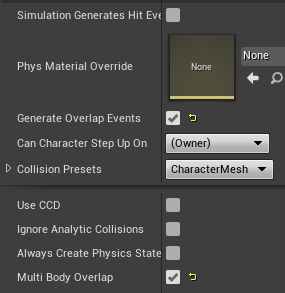 Simulation Generates Hit Eve
Phys Material Override
None
None
Generate Overlap Events
Can Character Step Up On
(Owner)
Collision Presets
CharacterMesh
Use CCD
Ignore Analytic Collisions
Always Create Physics State
Multi Body Overlap